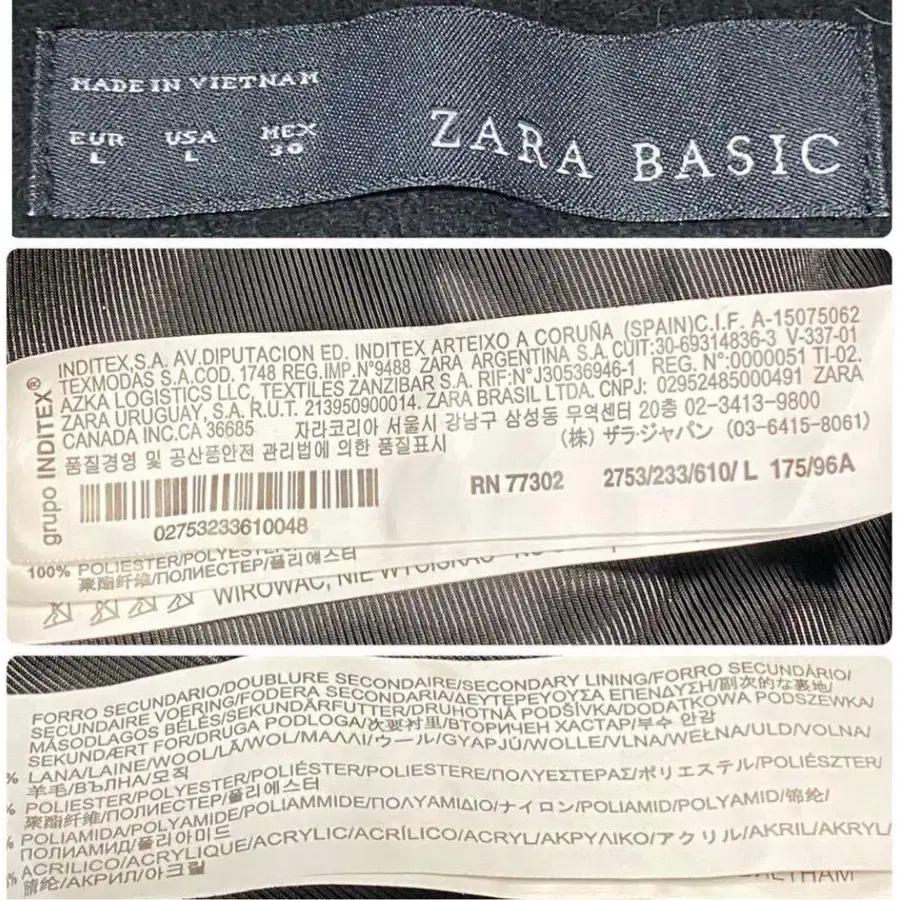 MADE IN VIETNAM
EUR USA MEX
L L 30
ZARA BASIC
grupo INDITEX®
INDITEX,S.A. AV.DIPUTACION ED. INDITEX ARTEIXO A CORUÑA (SPAIN)C.I.F. A-15075062
TEXMODAS S.A.COD. 1748 REG.IMP.N°9488 ZARA ARGENTINA S.A. CUIT:30-69314836-3 V-337-01
AZKA LOGISTICS LLC, TEXTILES ZANZIBAR S.A. RIF:N°J30536946-1 REG. N°:0000051 TI-02.
ZARA URUGUAY, S.A. R.U.T. 213950900014. ZARA BRASIL LTDA. CNPJ: 02952485000491 ZARA
CANADA INC.CA 36685 자라코리아 서울시 강남구 삼성동 무역센터 20층 02-3413-9800
품질경영 및 공산품안전 관리법에 의한 품질표시 (株) ザラ・ジャパン (03-6415-8061)
RN 77302 2753/233/610/ L 175/96A
02753233610048
100% POLIESTER/POLYESTER
聚酯纤维/ПОЛИЕСТЕР/폴리에스터
WIROWAĆ, NIE
FORRO SECUNDARIO/DOUBLURE SECONDAIRE/SECONDARY LINING/FORRO SECUNDÁRIO/
SECUNDAIRE VOERING/FODERA SECONDARIA/ΔΕΥΤΕΡΕΥΟΥΣΑ ΕΠΕΝΔΥΣΗ/副次的な裏地/
MÁSODLAGOS BÉLÉS/SEKUNDÄRFUTTER/DRUHOTNÁ PODŠÍVKA/DODATKOWA PODSZEWKA/
SEKUNDÆRT FOR/DRUGA PODLOGA/次要衬里/ВТОРИЧЕН ХАСТАР/부수 안감
% LANA/LAINE/WOOL/LÃ/WOL/ΜΑΛΛΙ/ウール/GYAPJÚ/WOLLE/VLNA/WEŁNA/ULD/VOLNA/
羊毛/ВЪЛНА/모직
% POLIESTER/POLYESTER/POLIÉSTER/POLIESTERE/ΠΟΛΥΕΣΤΕΡΑΣ/ポリエステル/POLIÉSZTER/
聚酯纤维/ПОЛИЕСТЕР/폴리에스터
% POLIAMIDA/POLYAMIDE/POLIAMMIDE/ΠΟΛΥΑΜΙΔΙΟ/ナイロン/POLIAMID/POLYAMID/锦纶/
ПОЛИАМИД/폴리아미드
% ACRILICO/ACRYLIQUE/ACRYLIC/ACRÍLICO/ACRYL/ΑΚΡΥΛΙΚΟ/アクリル/AKRIL/AKRYL/
腈纶/АКРИЛ/아크릴